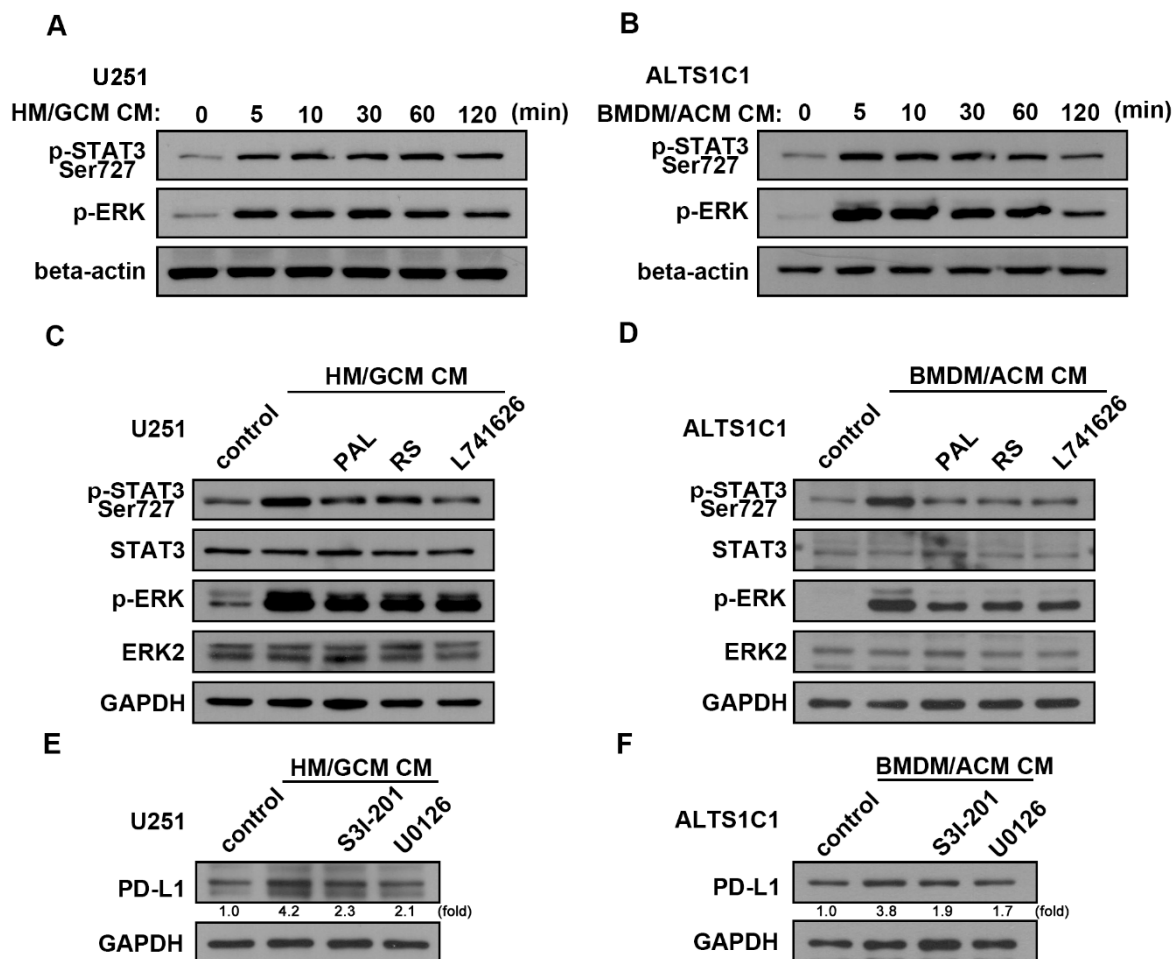 A
U251
HM/GCM CM: 0 5 10 30 60 120 (min)
p-STAT3
Ser727
p-ERK
beta-actin
B
ALTS1C1
BMDM/ACM CM: 0 5 10 30 60 120 (min)
p-STAT3
Ser727
p-ERK
beta-actin
C
HM/GCM CM
U251
control PAL RS L741626
p-STAT3
Ser727
STAT3
p-ERK
ERK2
GAPDH
D
BMDM/ACM CM
ALTS1C1
control PAL RS L741626
p-STAT3
Ser727
STAT3
p-ERK
ERK2
GAPDH
E
HM/GCM CM
U251
control S3I-201 U0126
PD-L1
1.0 4.2 2.3 2.1 (fold)
GAPDH
F
BMDM/ACM CM
ALTS1C1
control S3I-201 U0126
PD-L1
1.0 3.8 1.9 1.7 (fold)
GAPDH